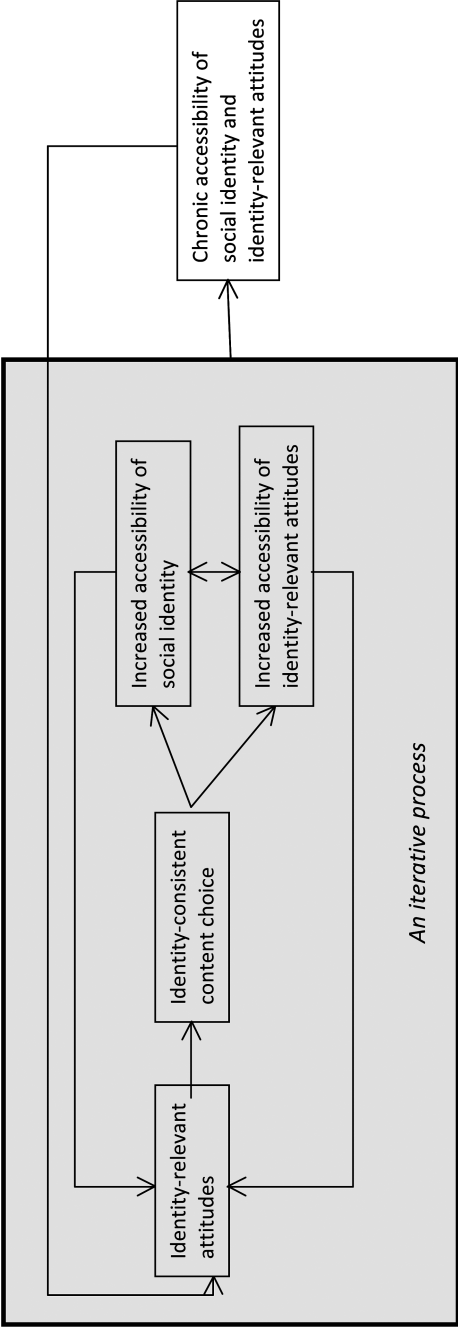 Identity-relevant
attitudes
Identity-consistent
content choice
Increased accessibility of
social identity
Increased accessibility of
identity-relevant attitudes
Chronic accessibility of
social identity and
identity-relevant attitudes
An iterative process